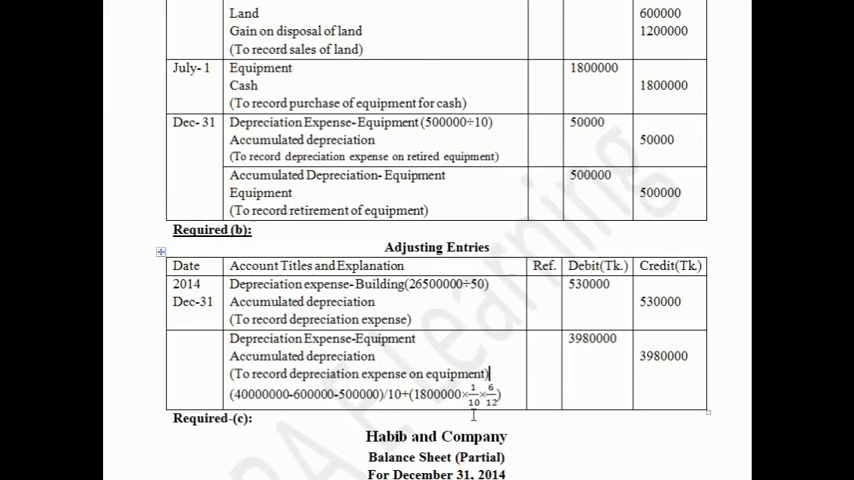 Land 600000
Gain on disposal of land 1200000
(To record sales of land)
July- 1 Equipment 1800000
Cash 1800000
(To record purchase of equipment for cash)
Dec- 31 Depreciation Expense- Equipment (500000÷10) 50000
Accumulated depreciation 50000
(To record depreciation expense on retired equipment)
Accumulated Depreciation- Equipment 500000
Equipment 500000
(To record retirement of equipment)
Required (b):
Adjusting Entries
Date Account Titles and Explanation Ref. Debit(Tk.) Credit(Tk.)
2014 Depreciation expense- Building(26500000÷50) 530000
Dec-31 Accumulated depreciation 530000
(To record depreciation expense)
Depreciation Expense-Equipment 3980000
Accumulated depreciation 3980000
(To record depreciation expense on equipment)
(40000000-600000-500000)/10+(1800000×1/10×6/12)
Required-(c):
Habib and Company
Balance Sheet (Partial)
For December 31, 2014